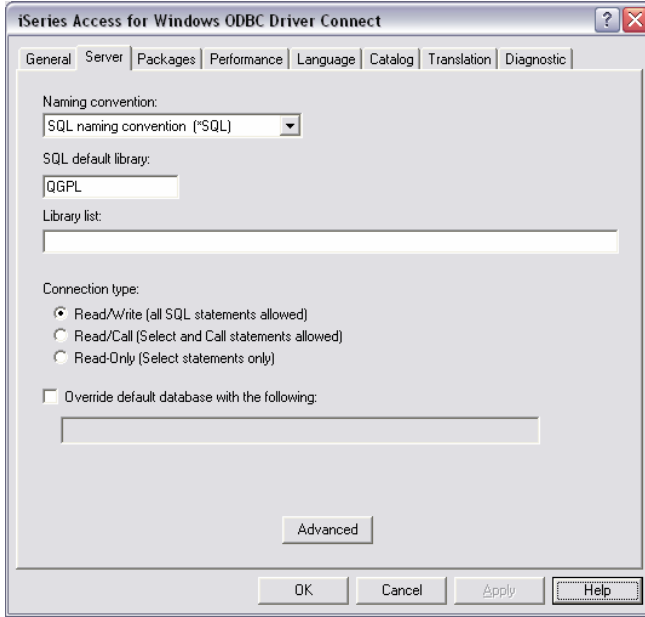 iSeries Access for Windows ODBC Driver Connect
General Server Packages Performance Language Catalog Translation Diagnostic
Naming convention:
SQL naming convention (*SQL)
SQL default library:
QGPL
Library list:
Connection type:
Read/Write (all SQL statements allowed)
Read/Call (Select and Call statements allowed)
Read-Only (Select statements only)
Override default database with the following:
Advanced
OK Cancel Apply Help